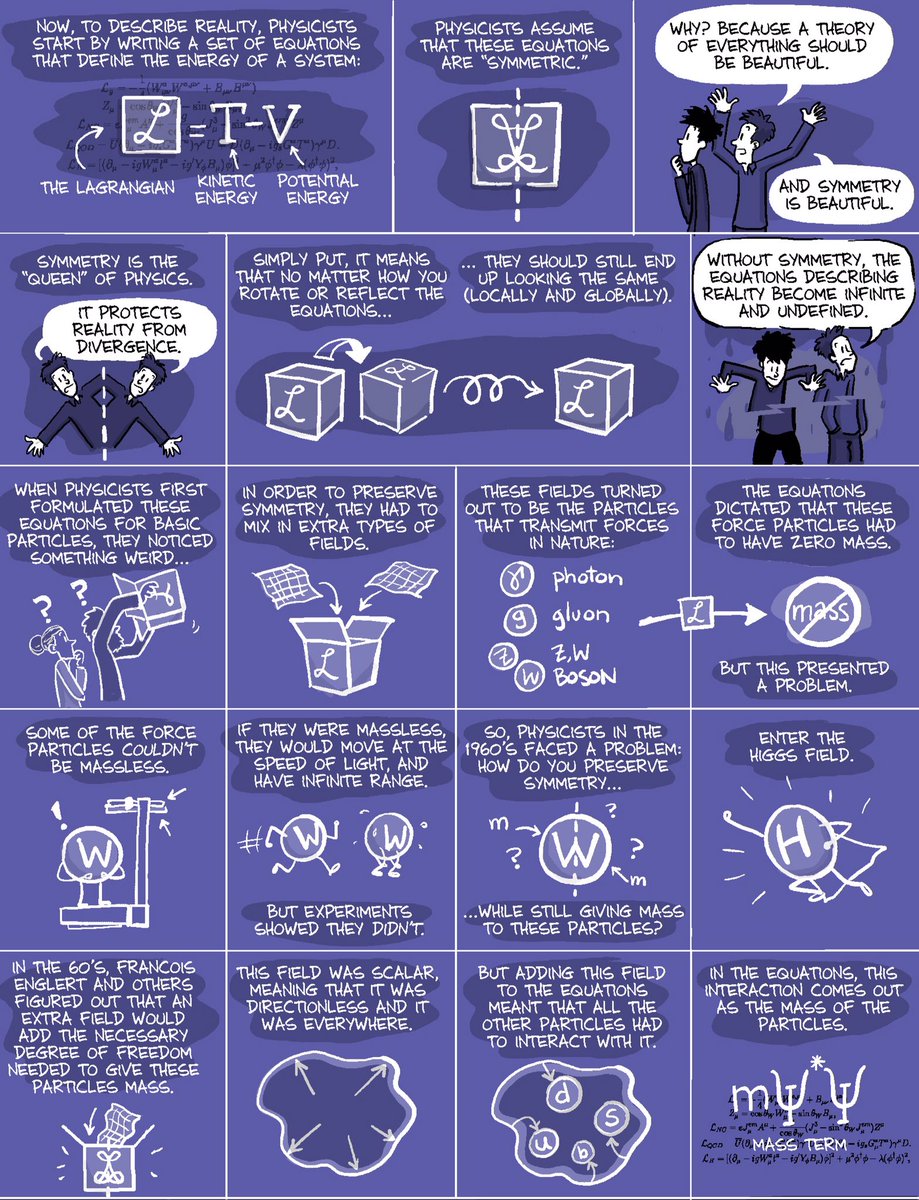 NOW, TO DESCRIBE REALITY, PHYSICISTS
START BY WRITING A SET OF EQUATIONS
THAT DEFINE THE ENERGY OF A SYSTEM:
ℒ = T V
THE LAGRANGIAN
KINETIC
ENERGY
POTENTIAL
ENERGY
PHYSICISTS ASSUME
THAT THESE EQUATIONS
ARE "SYMMETRIC."
WHY? BECAUSE A THEORY
OF EVERYTHING SHOULD
BE BEAUTIFUL.
AND SYMMETRY
IS BEAUTIFUL.
SYMMETRY IS THE
"QUEEN" OF PHYSICS.
IT PROTECTS
REALITY FROM
DIVERGENCE.
SIMPLY PUT, IT MEANS
THAT NO MATTER HOW YOU
ROTATE OR REFLECT THE
EQUATIONS...
... THEY SHOULD STILL END
UP LOOKING THE SAME
(LOCALLY AND GLOBALLY).
ℒ
ℒ
ℒ
WITHOUT SYMMETRY, THE
EQUATIONS DESCRIBING
REALITY BECOME INFINITE
AND UNDEFINED.
WHEN PHYSICISTS FIRST
FORMULATED THESE
EQUATIONS FOR BASIC
PARTICLES, THEY NOTICED
SOMETHING WEIRD...
? ?
ℒ
IN ORDER TO PRESERVE
SYMMETRY, THEY HAD TO
MIX IN EXTRA TYPES OF
FIELDS.
ℒ
THESE FIELDS TURNED
OUT TO BE THE PARTICLES
THAT TRANSMIT FORCES
IN NATURE:
γ photon
g gluon
Z Z,W
W BOSON
THE EQUATIONS
DICTATED THAT THESE
FORCE PARTICLES HAD
TO HAVE ZERO MASS.
ℒ
mass
BUT THIS PRESENTED
A PROBLEM.
SOME OF THE FORCE
PARTICLES COULDN'T
BE MASSLESS.
!
W
IF THEY WERE MASSLESS,
THEY WOULD MOVE AT THE
SPEED OF LIGHT, AND
HAVE INFINITE RANGE.
W W
BUT EXPERIMENTS
SHOWED THEY DIDN'T.
SO, PHYSICISTS IN THE
1960'S FACED A PROBLEM:
HOW DO YOU PRESERVE
SYMMETRY...
m ?
? W ?
m
...WHILE STILL GIVING MASS
TO THESE PARTICLES?
ENTER THE
HIGGS FIELD.
H
IN THE 60'S, FRANCOIS
ENGLERT AND OTHERS
FIGURED OUT THAT AN
EXTRA FIELD WOULD
ADD THE NECESSARY
DEGREE OF FREEDOM
NEEDED TO GIVE THESE
PARTICLES MASS.
THIS FIELD WAS SCALAR,
MEANING THAT IT WAS
DIRECTIONLESS AND IT
WAS EVERYWHERE.
BUT ADDING THIS FIELD
TO THE EQUATIONS
MEANT THAT ALL THE
OTHER PARTICLES HAD
TO INTERACT WITH IT.
d
u
s
b
IN THE EQUATIONS, THIS
INTERACTION COMES OUT
AS THE MASS OF THE
PARTICLES.
mΨ*Ψ
MASS TERM